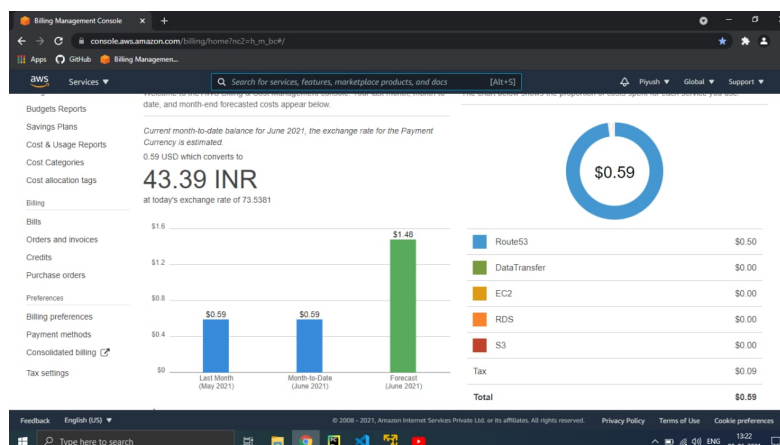 Billing Management Console
console.aws.amazon.com/billing/home?nc2=h_m_bc#/
Apps GitHub Billing Managemen...
aws Services Search for services, features, marketplace products, and docs [Alt+S] Piyush Global Support
date, and month-end forecasted costs appear below.
Budgets Reports
Savings Plans
Cost & Usage Reports
Cost Categories
Cost allocation tags
Billing
Bills
Orders and invoices
Credits
Purchase orders
Preferences
Billing preferences
Payment methods
Consolidated billing
Tax settings
Current month-to-date balance for June 2021, the exchange rate for the Payment
Currency is estimated.
0.59 USD which converts to
43.39 INR
at today's exchange rate of 73.5381
$1.6
$1.2
$0.8
$0.4
$0
$0.59
$0.59
$1.48
Last Month
(May 2021)
Month-to-Date
(June 2021)
Forecast
(June 2021)
$0.59
Route53 $0.50
DataTransfer $0.00
EC2 $0.00
RDS $0.00
S3 $0.00
Tax $0.09
Total $0.59
Feedback English (US) © 2008 - 2021, Amazon Internet Services Private Ltd. or its affiliates. All rights reserved. Privacy Policy Terms of Use Cookie preferences
Type here to search ENG 13:22